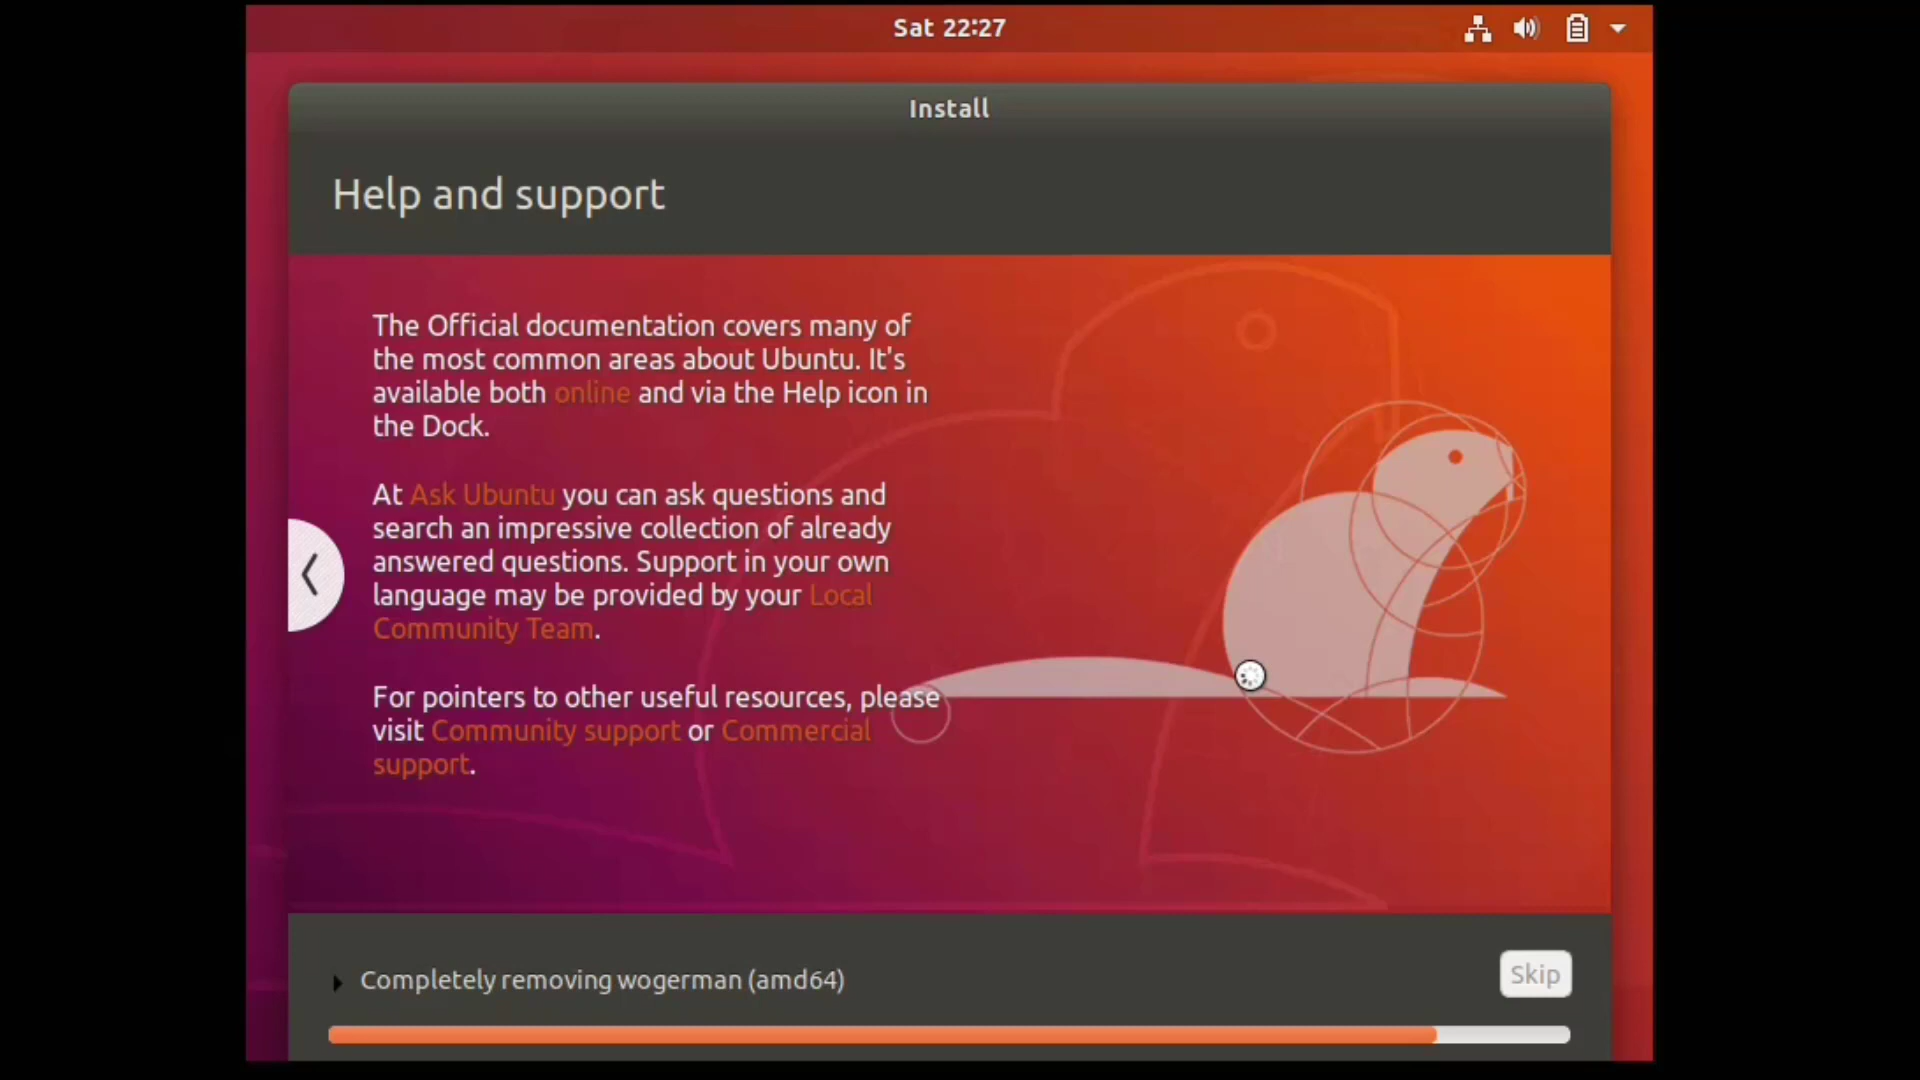 Sat 22:27
Install
Help and support
The Official documentation covers many of
the most common areas about Ubuntu. It's
available both online and via the Help icon in
the Dock.
At Ask Ubuntu you can ask questions and
search an impressive collection of already
answered questions. Support in your own
language may be provided by your Local
Community Team.
For pointers to other useful resources, please
visit Community support or Commercial
support.
Completely removing wogerman (amd64)
Skip